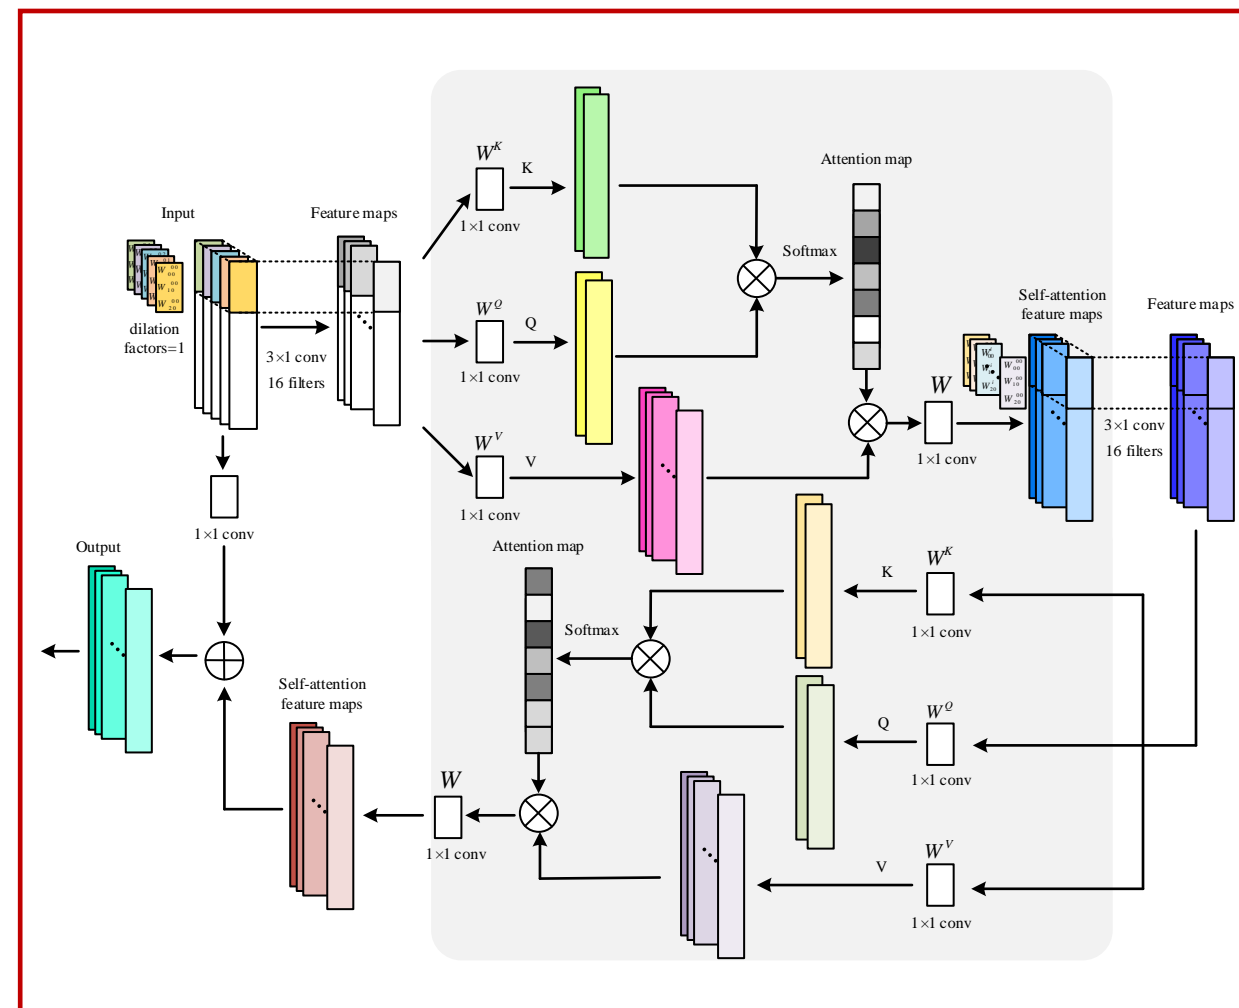 Input
dilation
factors=1
3×1 conv
16 filters
Feature maps
W^K
K
1×1 conv
W^Q
Q
1×1 conv
W^V
V
1×1 conv
Softmax
Attention map
W
1×1 conv
Self-attention
feature maps
3×1 conv
16 filters
Feature maps
W^K
K
1×1 conv
W^Q
Q
1×1 conv
W^V
V
1×1 conv
Softmax
Attention map
W
1×1 conv
Self-attention
feature maps
1×1 conv
Output